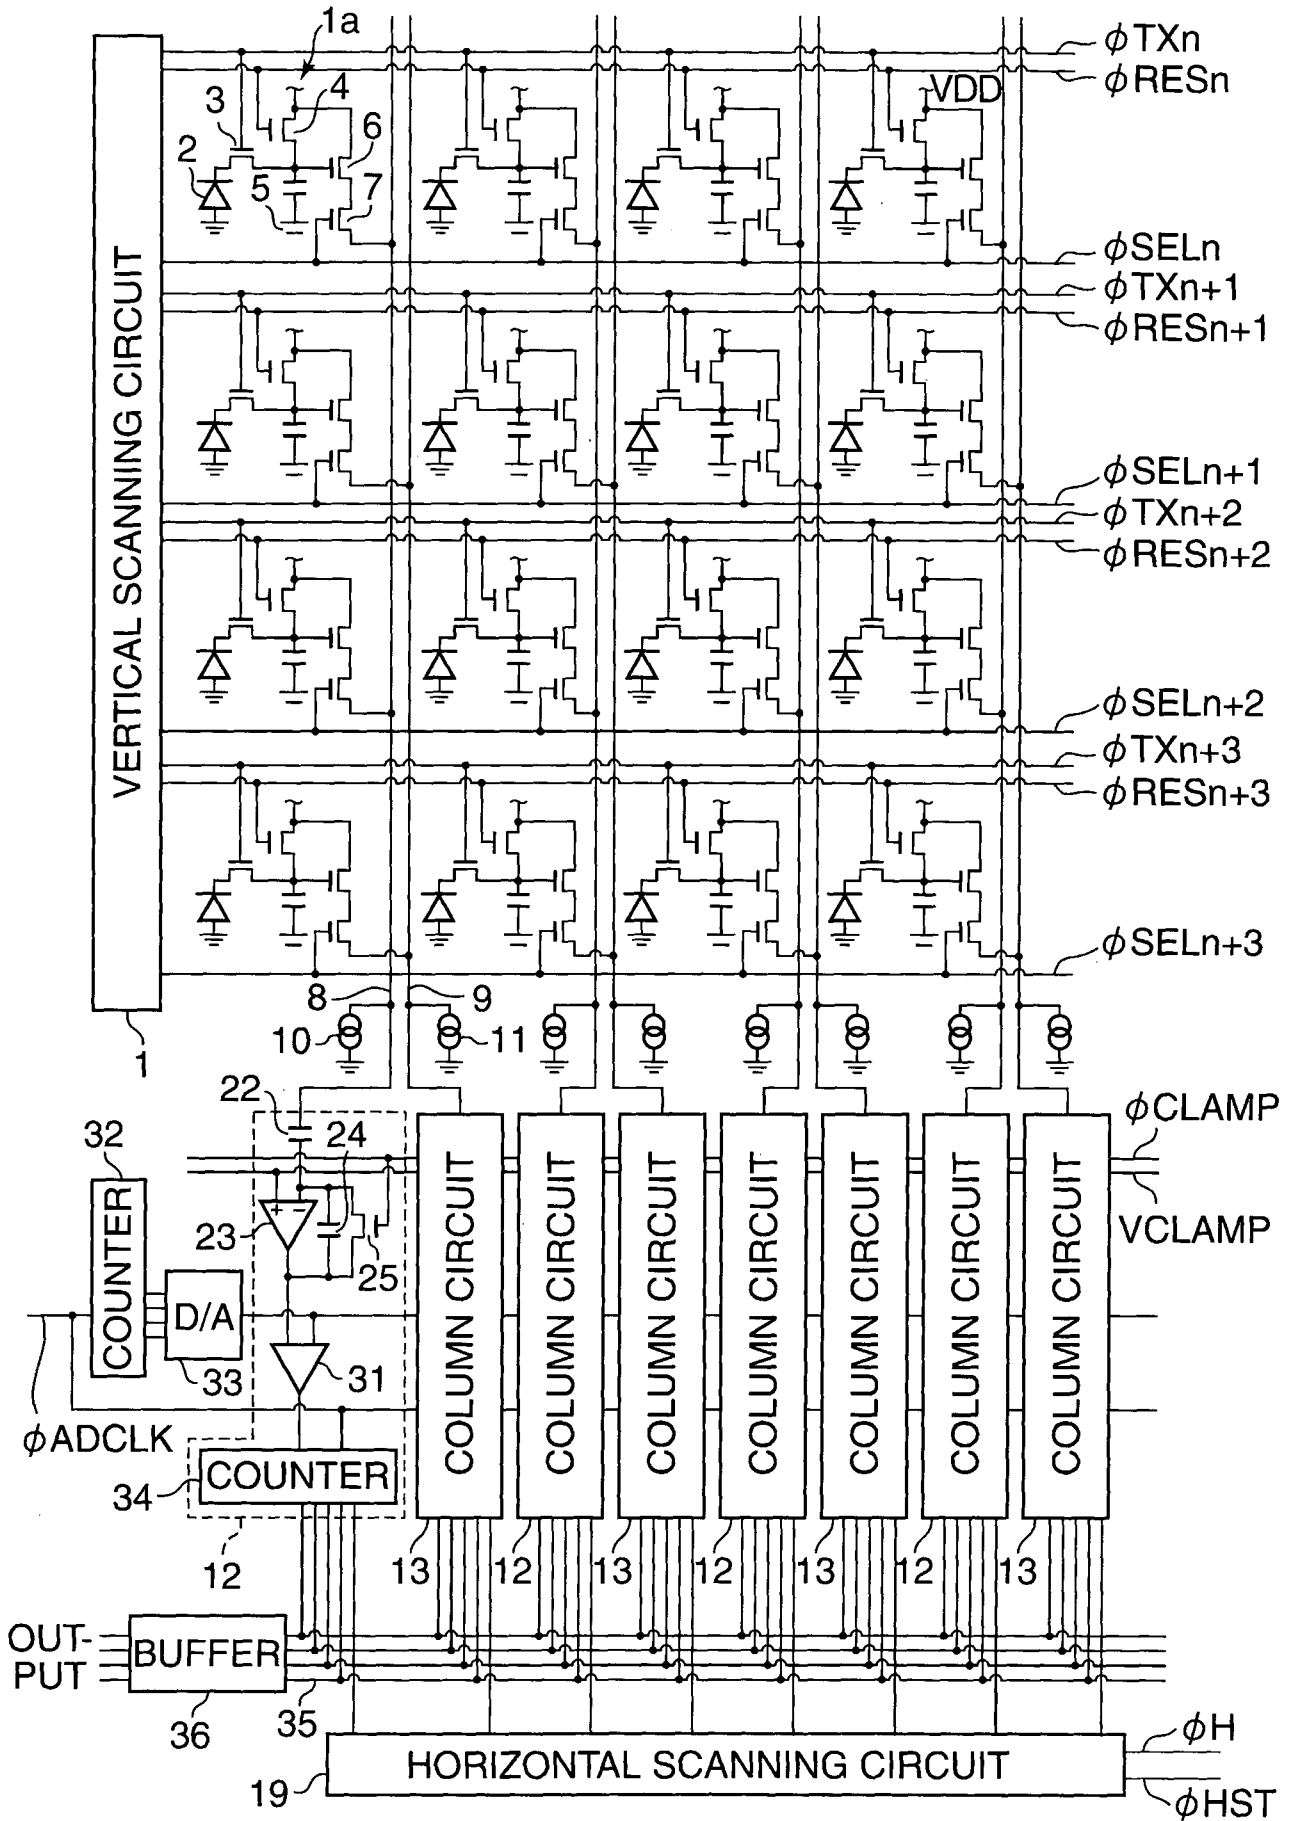 1a
ϕTXn
ϕRESn
VDD
3
4
6
2
5
7
ϕSELn
ϕTXn+1
ϕRESn+1
VERTICAL SCANNING CIRCUIT
ϕSELn+1
ϕTXn+2
ϕRESn+2
ϕSELn+2
ϕTXn+3
ϕRESn+3
ϕSELn+3
8
9
10
11
1
22
ϕCLAMP
32
24
COUNTER
+ −
23
25
VCLAMP
D/A
33
31
COLUMN CIRCUIT
COLUMN CIRCUIT
COLUMN CIRCUIT
COLUMN CIRCUIT
COLUMN CIRCUIT
COLUMN CIRCUIT
COLUMN CIRCUIT
ϕADCLK
COUNTER
34
12
13
12
13
12
13
12
13
OUT-
PUT
BUFFER
36
35
ϕH
HORIZONTAL SCANNING CIRCUIT
19
ϕHST